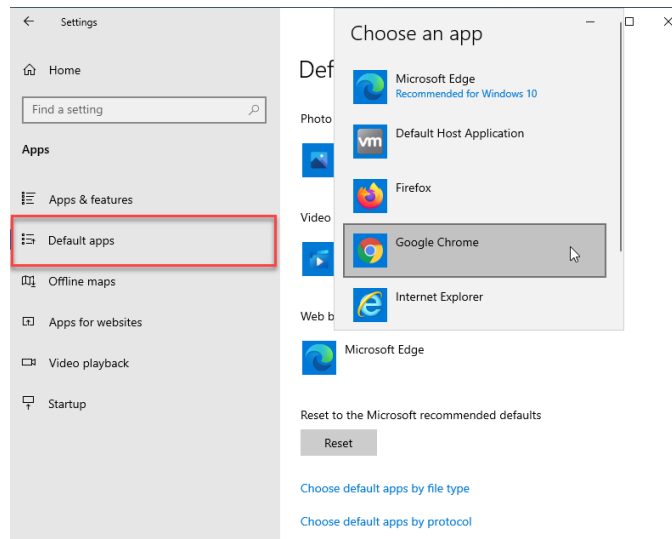 Settings
Home
Find a setting
Apps
Apps & features
Default apps
Offline maps
Apps for websites
Video playback
Startup
Def
Choose an app
Microsoft Edge
Recommended for Windows 10
Default Host Application
vm
Firefox
Google Chrome
Internet Explorer
Photo
Video
Web b
Microsoft Edge
Reset to the Microsoft recommended defaults
Reset
Choose default apps by file type
Choose default apps by protocol